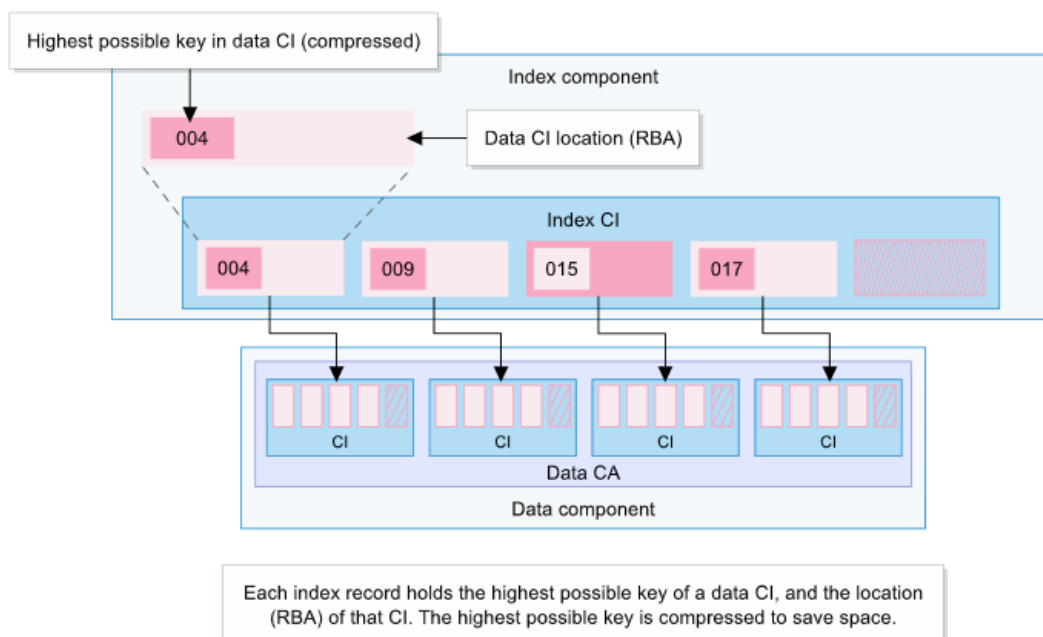 Highest possible key in data CI (compressed)
Index component
004
Data CI location (RBA)
Index CI
004
009
015
017
CI
CI
CI
CI
Data CA
Data component
Each index record holds the highest possible key of a data CI, and the location
(RBA) of that CI. The highest possible key is compressed to save space.